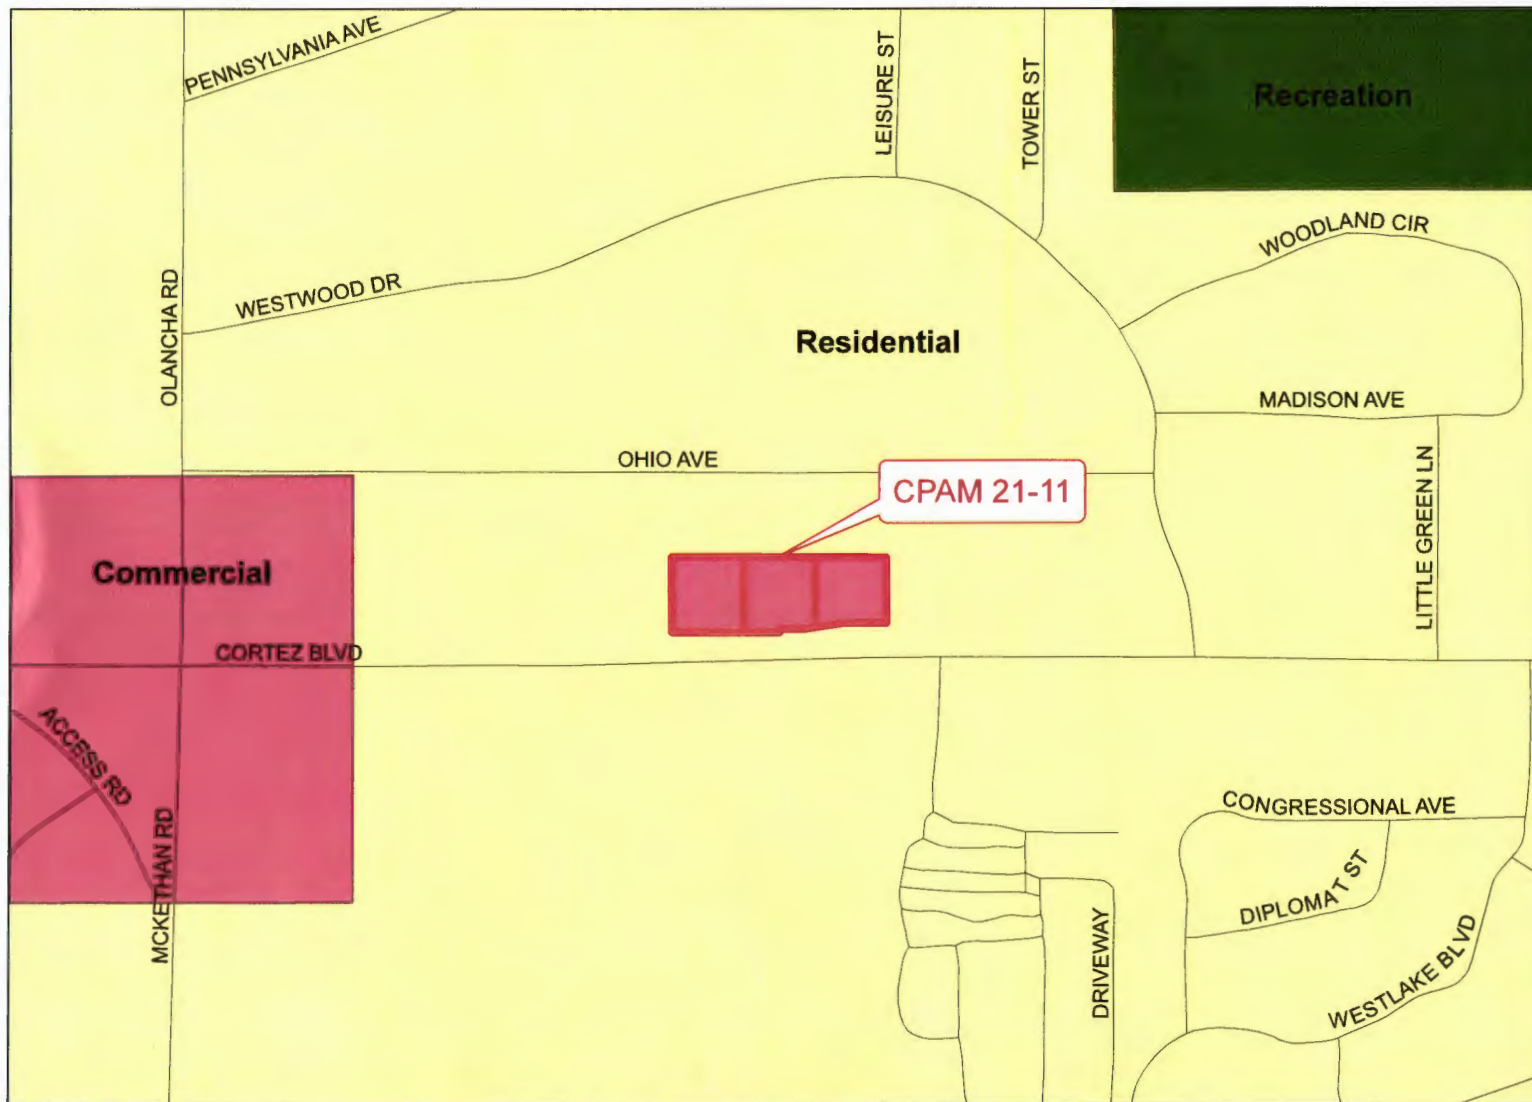 PENNSYLVANIA AVE
LEISURE ST
TOWER ST
Recreation
WOODLAND CIR
OLANCHA RD
WESTWOOD DR
Residential
MADISON AVE
OHIO AVE
CPAM 21-11
LITTLE GREEN LN
Commercial
CORTEZ BLVD
ACCESS RD
MCKETHAN RD
CONGRESSIONAL AVE
DIPLOMAT ST
DRIVEWAY
WESTLAKE BLVD